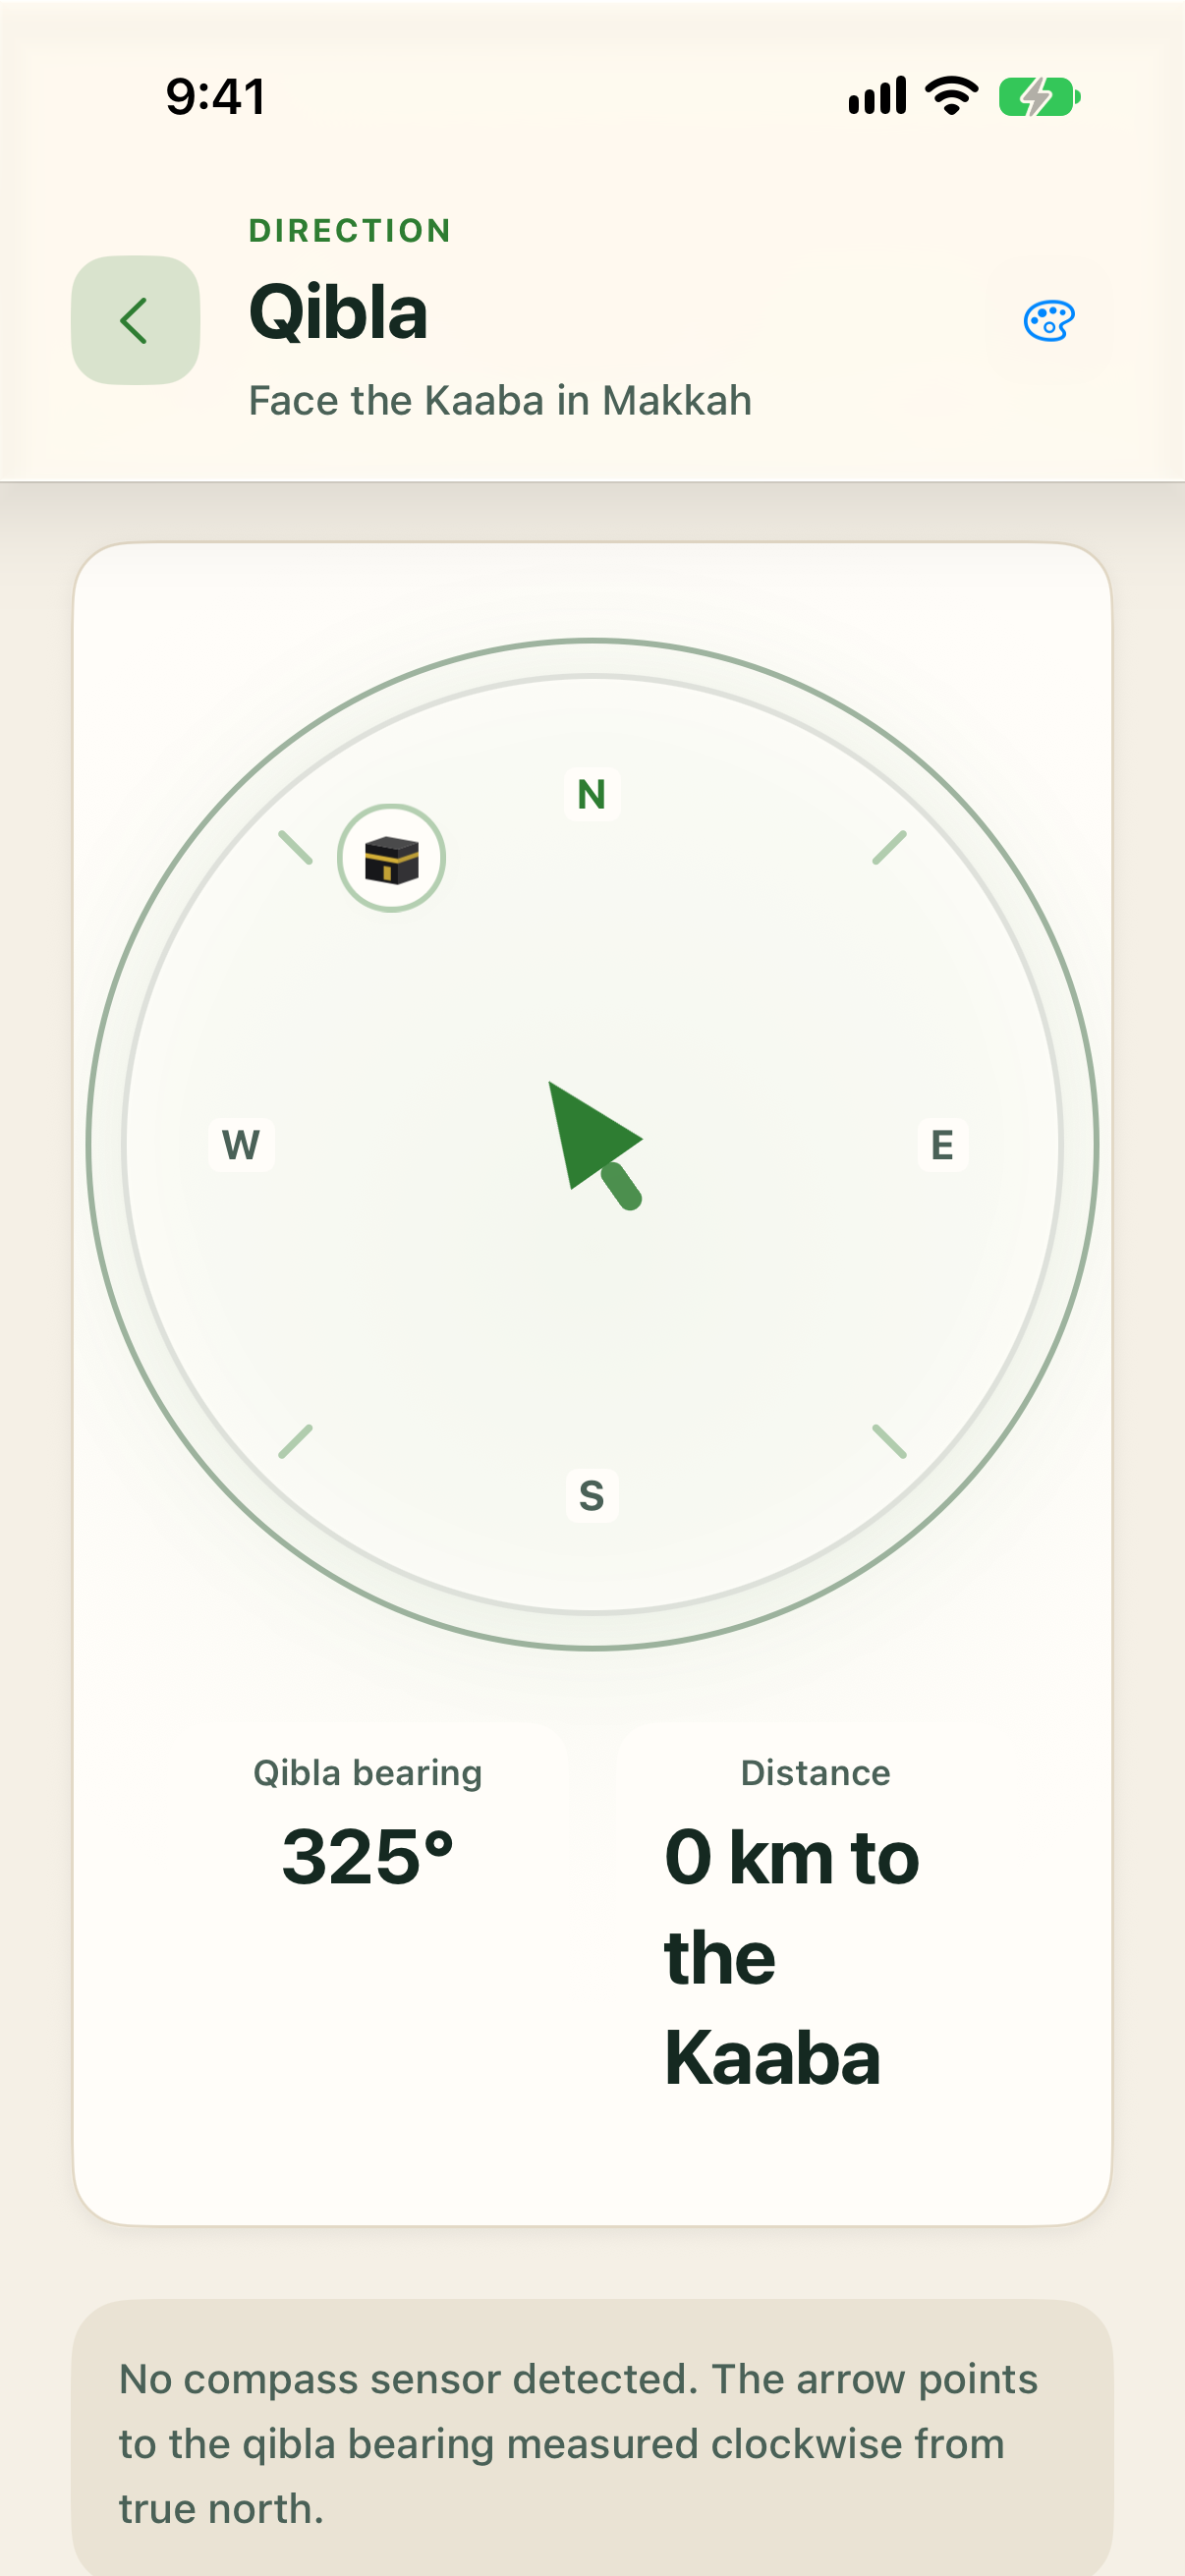 9:41
DIRECTION
Qibla
Face the Kaaba in Makkah
N
W
E
S
Qibla bearing
325°
Distance
0 km to
the
Kaaba
No compass sensor detected. The arrow points
to the qibla bearing measured clockwise from
true north.